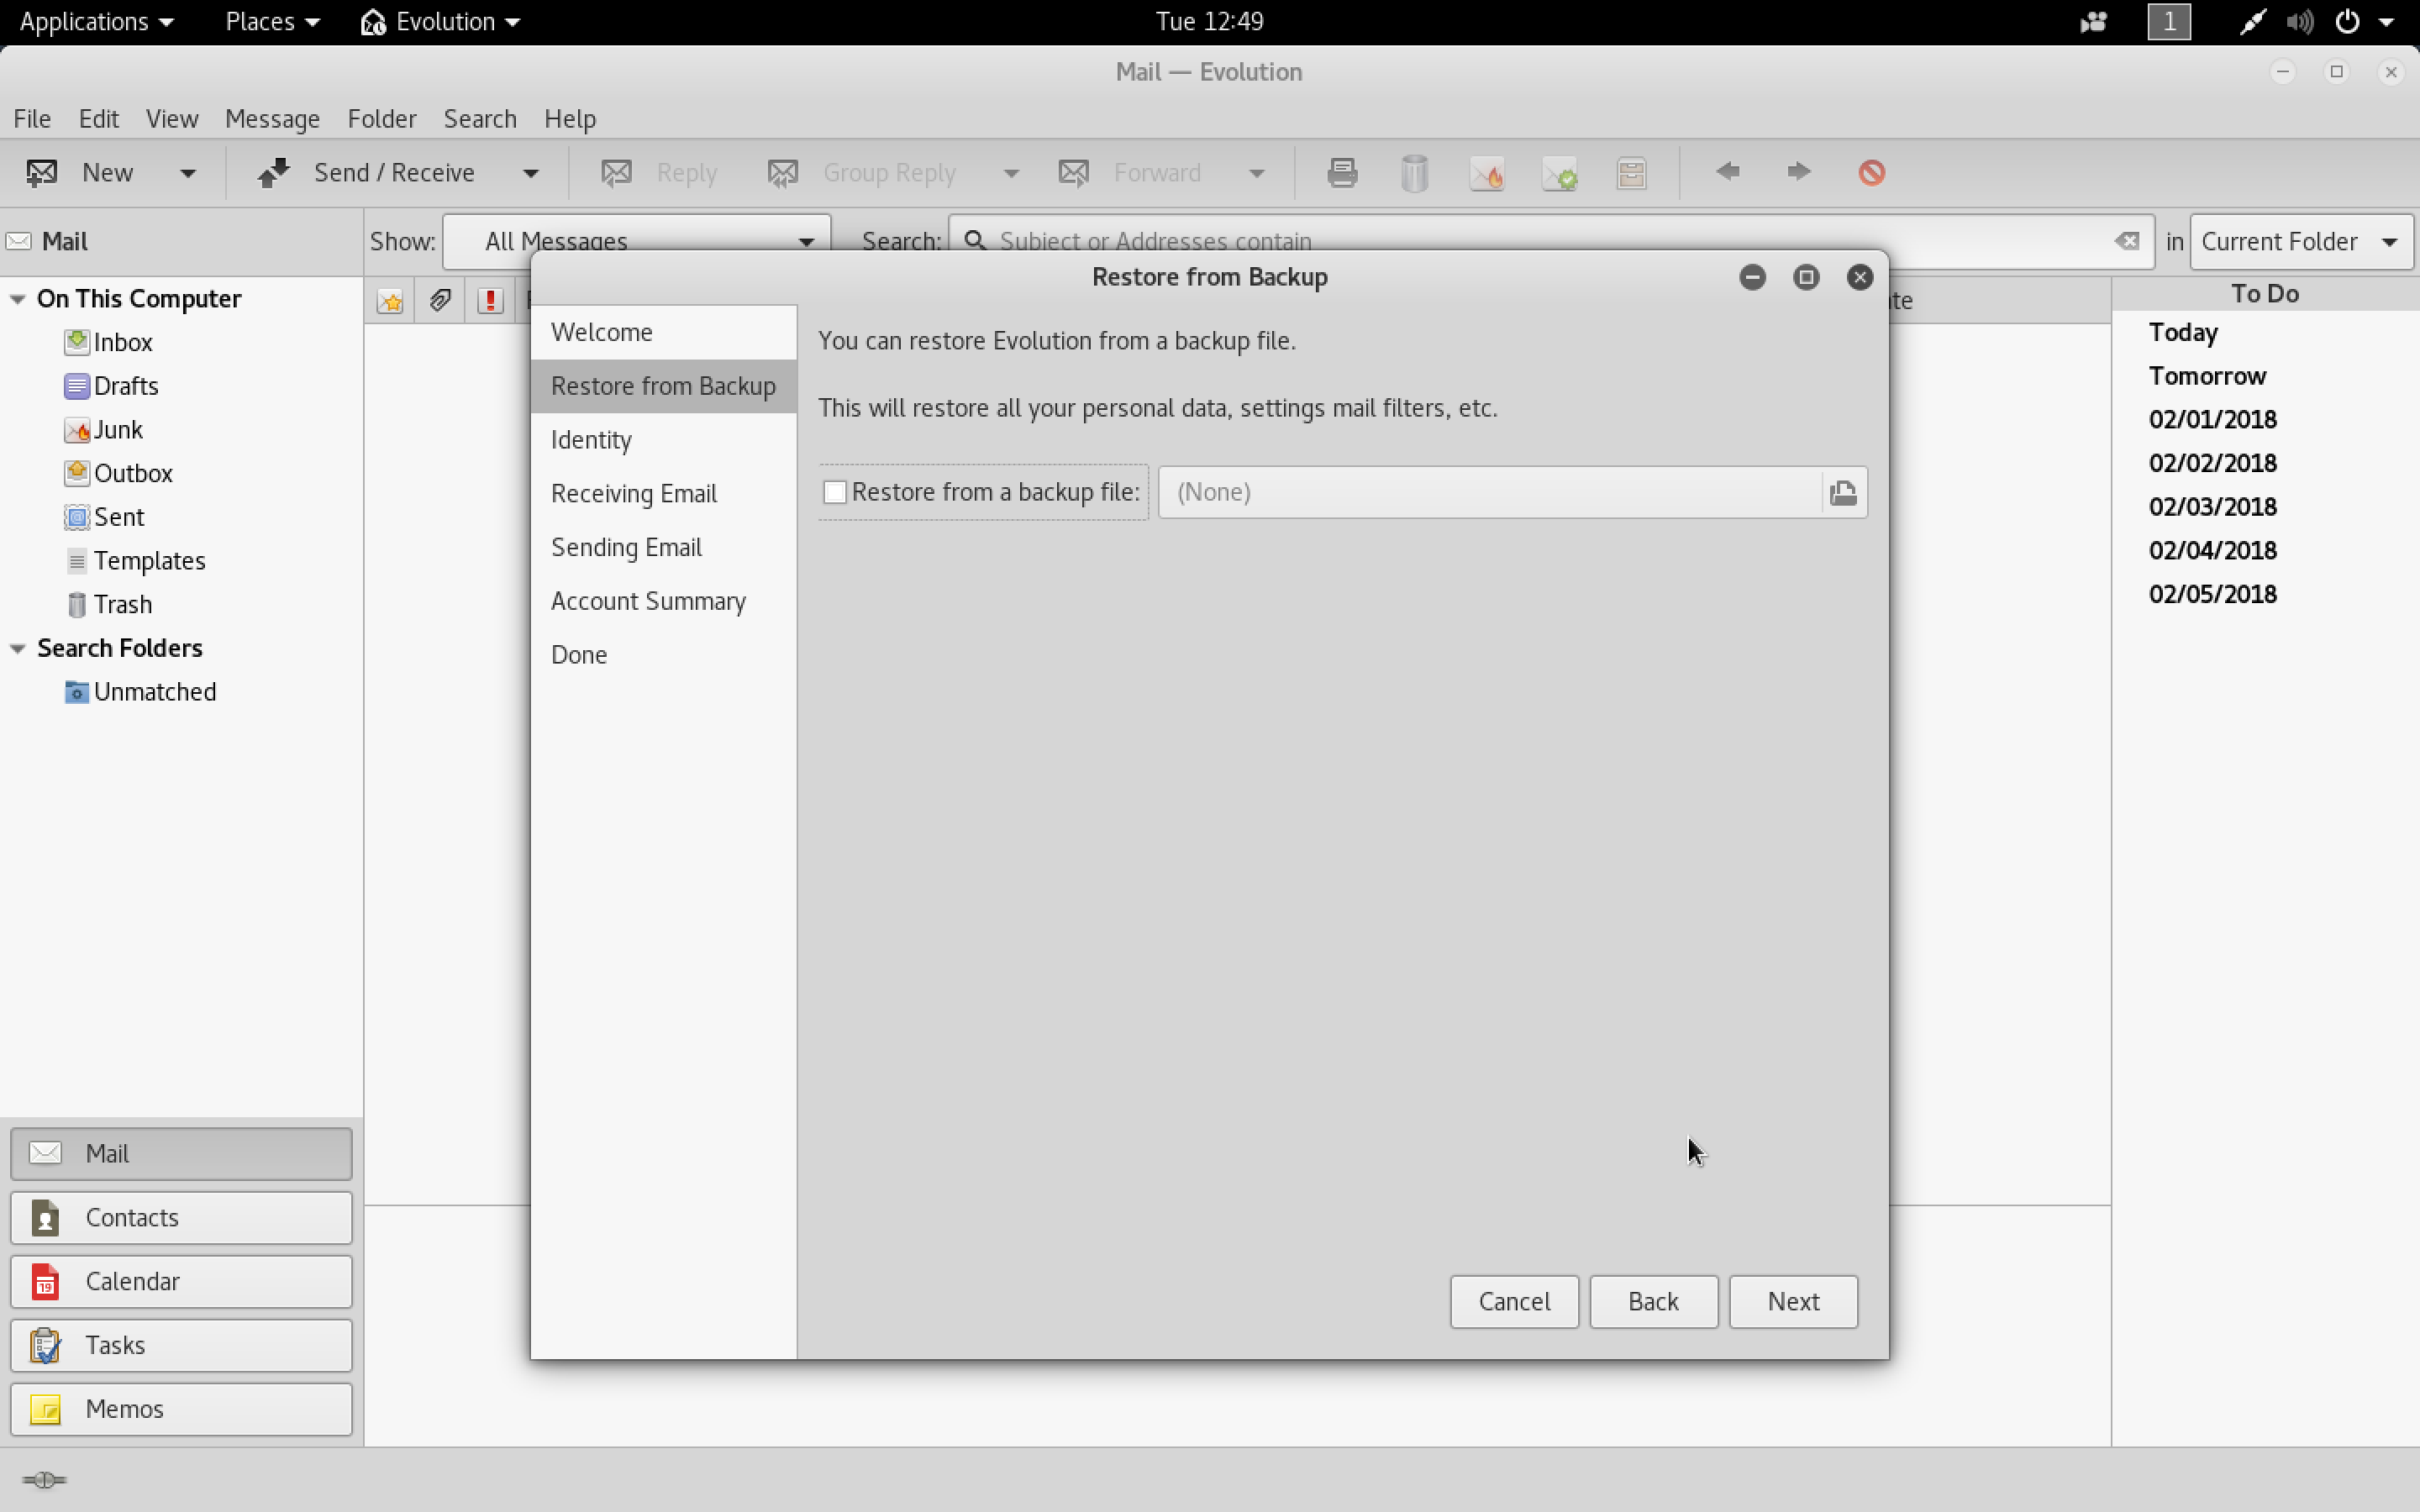 Applications Places Evolution Tue 12:49 1
Mail — Evolution
File Edit View Message Folder Search Help
New Send / Receive Reply Group Reply Forward
Mail Show: All Messages Search: Subject or Addresses contain in Current Folder
Restore from Backup
On This Computer
Inbox
Drafts
Junk
Outbox
Sent
Templates
Trash
Search Folders
Unmatched
Mail
Contacts
19 Calendar
Tasks
Memos
Welcome
Restore from Backup
Identity
Receiving Email
Sending Email
Account Summary
Done
You can restore Evolution from a backup file.
This will restore all your personal data, settings mail filters, etc.
Restore from a backup file: (None)
Cancel Back Next
To Do
Today
Tomorrow
02/01/2018
02/02/2018
02/03/2018
02/04/2018
02/05/2018